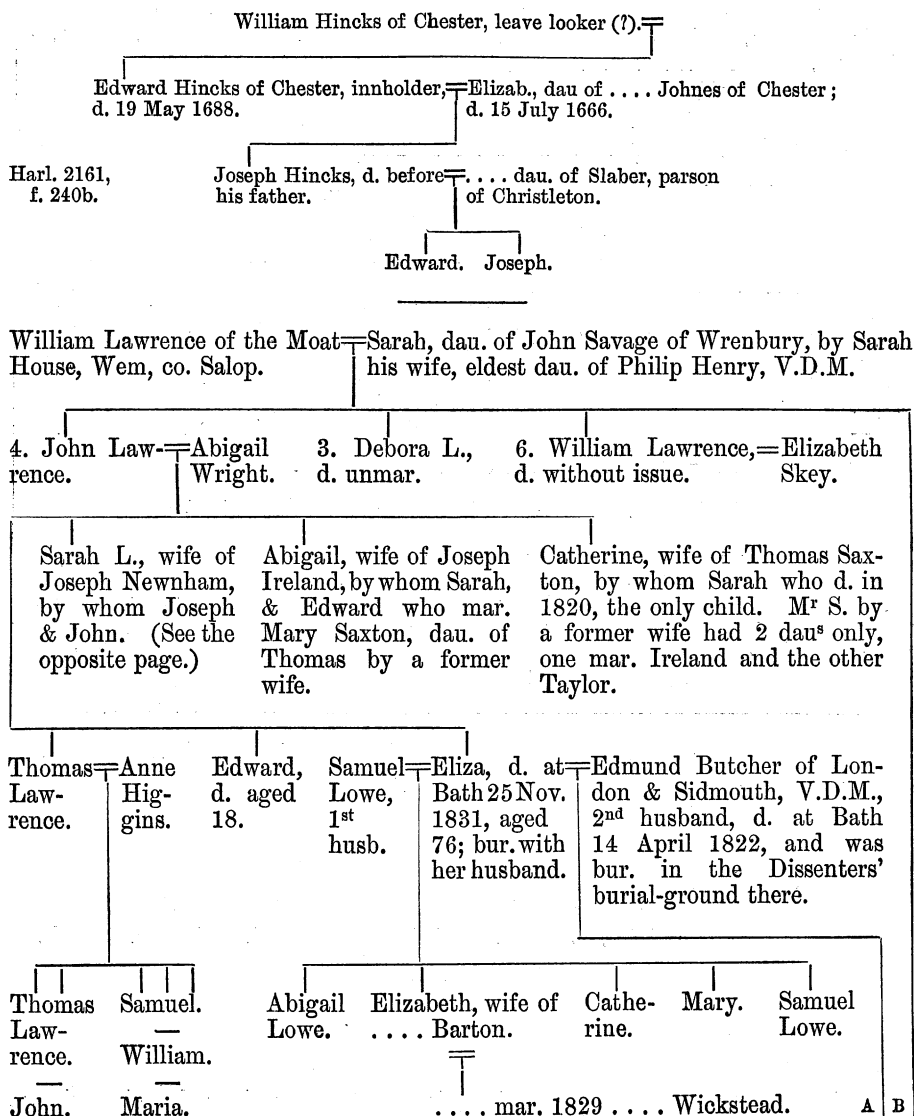 William Hincks of Chester, leave looker (?).
Edward Hincks of Chester, innholder,
d. 19 May 1688.
Elizab., dau of .... Johnes of Chester;
d. 15 July 1666.
Harl. 2161,
f. 240b.
Joseph Hincks, d. before
his father.
.... dau. of Slaber, parson
of Christleton.
Edward. Joseph.
William Lawrence of the Moat
House, Wem, co. Salop.
Sarah, dau. of John Savage of Wrenbury, by Sarah
his wife, eldest dau. of Philip Henry, V.D.M.
4. John Law-
rence.
Abigail
Wright.
3. Debora L.,
d. unmar.
6. William Lawrence,
d. without issue.
Elizabeth
Skey.
Sarah L., wife of
Joseph Newnham,
by whom Joseph
& John. (See the
opposite page.)
Abigail, wife of Joseph
Ireland, by whom Sarah,
& Edward who mar.
Mary Saxton, dau. of
Thomas by a former
wife.
Catherine, wife of Thomas Sax-
ton, by whom Sarah who d. in
1820, the only child. Mr S. by
a former wife had 2 daus only,
one mar. Ireland and the other
Taylor.
Thomas
Law-
rence.
Anne
Hig-
gins.
Edward,
d. aged
18.
Samuel
Lowe,
1st
husb.
Eliza, d. at
Bath 25 Nov.
1831, aged
76; bur. with
her husband.
Edmund Butcher of Lon-
don & Sidmouth, V.D.M.,
2nd husband, d. at Bath
14 April 1822, and was
bur. in the Dissenters'
burial-ground there.
Thomas
Law-
rence.
John.
Samuel.
William.
Maria.
Abigail
Lowe.
Elizabeth, wife of
.... Barton.
Cathe-
rine.
Mary.
Samuel
Lowe.
.... mar. 1829 .... Wickstead.
A B